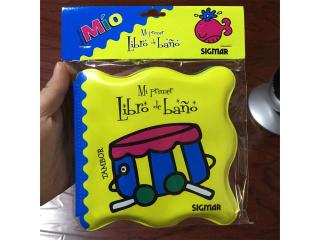 Mío
Mi primer
Libro de baño
SIGMAR
Mi primer
Libro de baño
TAMBOR
SIGMAR